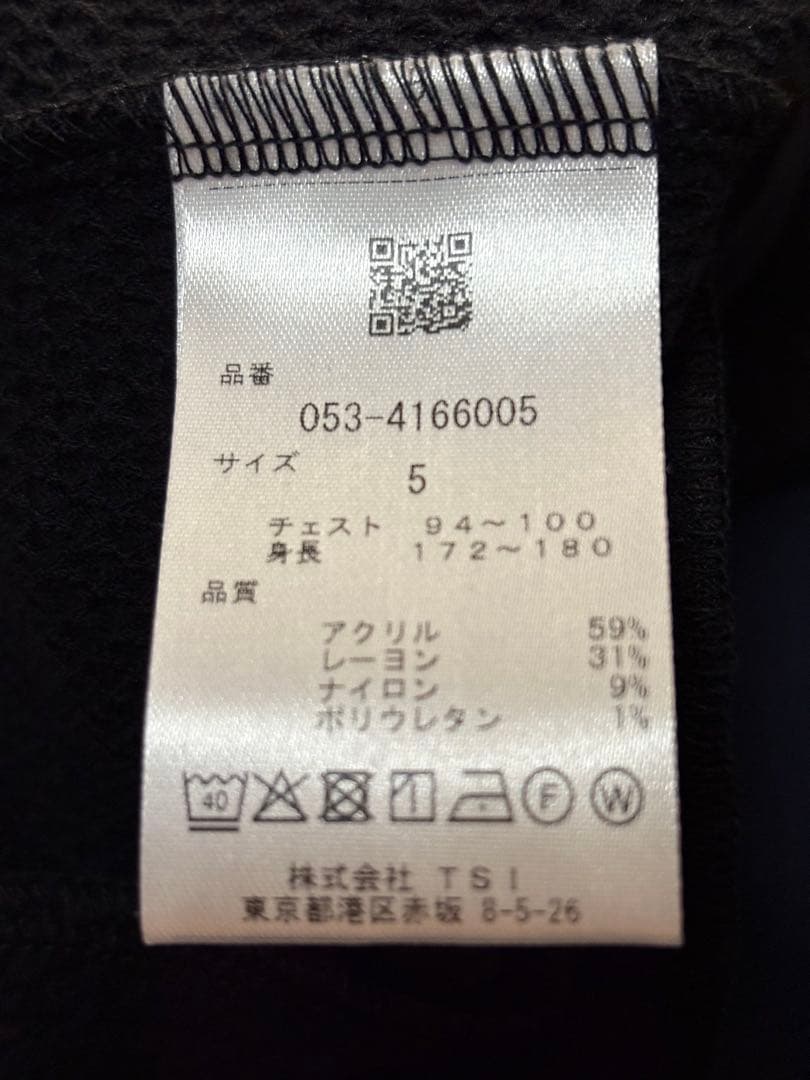 品番
053-4166005
サイズ
5
チェスト 94～100
身長 172～180
品質
アクリル 59%
レーヨン 31%
ナイロン 9%
ポリウレタン 1%
40 F W
株式会社 TSI
東京都港区赤坂 8-5-26